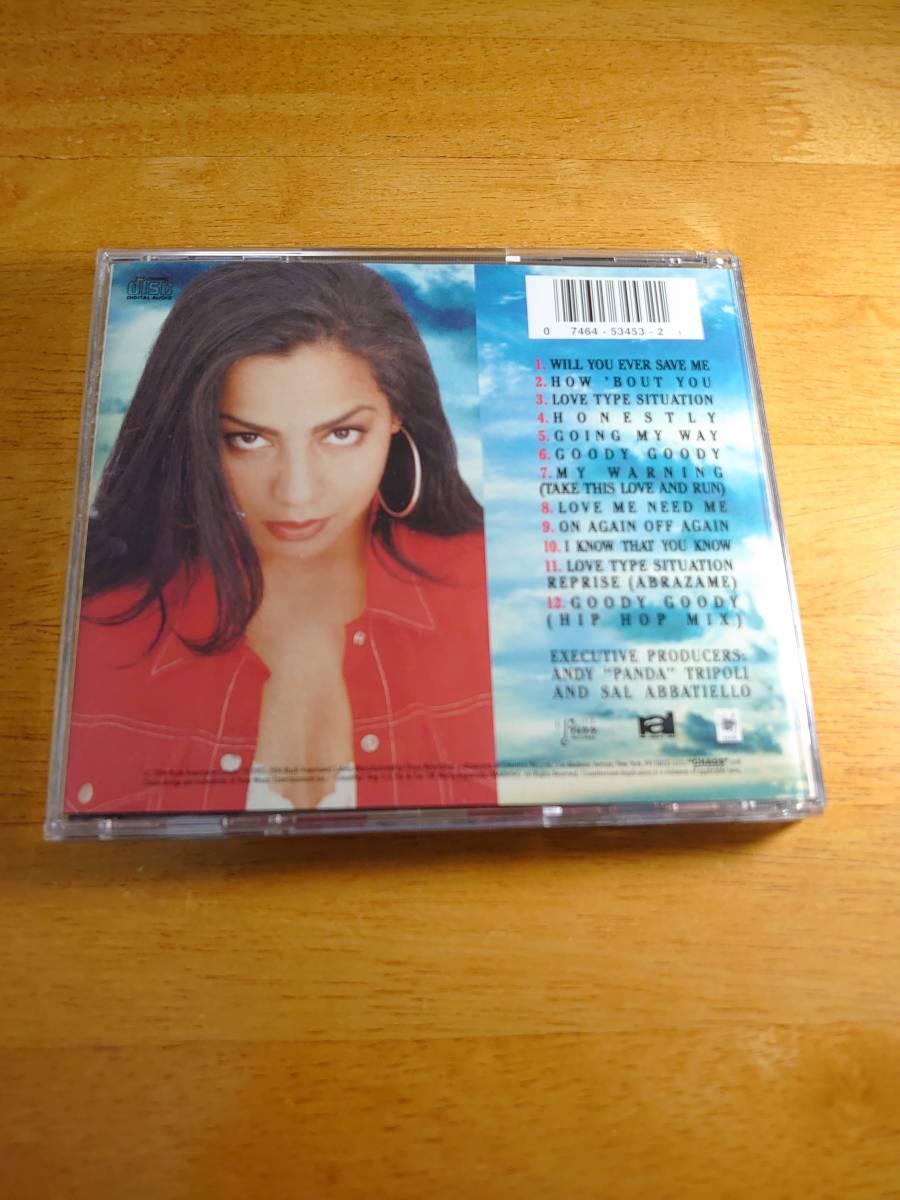 disc
DIGITAL AUDIO
0 7464-53453-2
1. WILL YOU EVER SAVE ME
2. HOW 'BOUT YOU
3. LOVE TYPE SITUATION
4. HONESTLY
5. GOING MY WAY
6. GOODY GOODY
7. MY WARNING
(TAKE THIS LOVE AND RUN)
8. LOVE ME NEED ME
9. ON AGAIN OFF AGAIN
10. I KNOW THAT YOU KNOW
11. LOVE TYPE SITUATION
REPRISE (ABRAZAME)
12. GOODY GOODY
(HIP HOP MIX)
EXECUTIVE PRODUCERS:
ANDY "PANDA" TRIPOLI
AND SAL ABBATIELLO